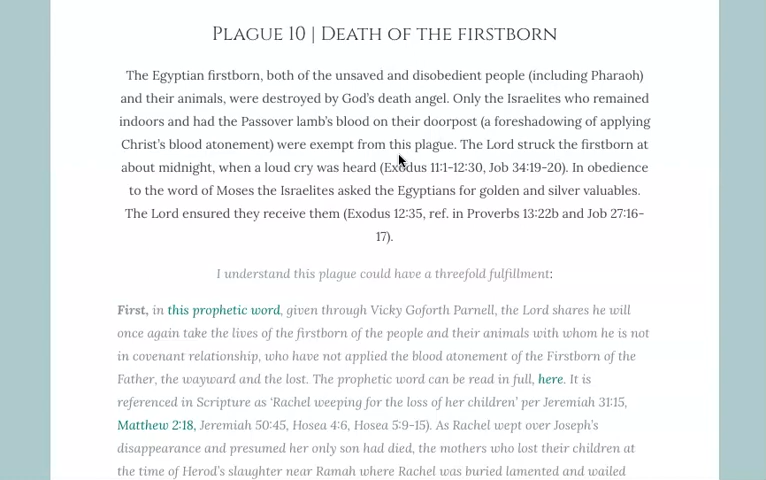 Plague 10 | Death of the firstborn
The Egyptian firstborn, both of the unsaved and disobedient people (including Pharaoh)
and their animals, were destroyed by God's death angel. Only the Israelites who remained
indoors and had the Passover lamb's blood on their doorpost (a foreshadowing of applying
Christ's blood atonement) were exempt from this plague. The Lord struck the firstborn at
about midnight, when a loud cry was heard (Exodus 11:1-12:30, Job 34:19-20). In obedience
to the word of Moses the Israelites asked the Egyptians for golden and silver valuables.
The Lord ensured they receive them (Exodus 12:35, ref. in Proverbs 13:22b and Job 27:16-
17).
I understand this plague could have a threefold fulfillment:
First, in this prophetic word, given through Vicky Goforth Parnell, the Lord shares he will
once again take the lives of the firstborn of the people and their animals with whom he is not
in covenant relationship, who have not applied the blood atonement of the Firstborn of the
Father, the wayward and the lost. The prophetic word can be read in full, here. It is
referenced in Scripture as 'Rachel weeping for the loss of her children' per Jeremiah 31:15,
Matthew 2:18, Jeremiah 50:45, Hosea 4:6, Hosea 5:9-15). As Rachel wept over Joseph's
disappearance and presumed her only son had died, the mothers who lost their children at
the time of Herod's slaughter near Ramah where Rachel was buried lamented and wailed